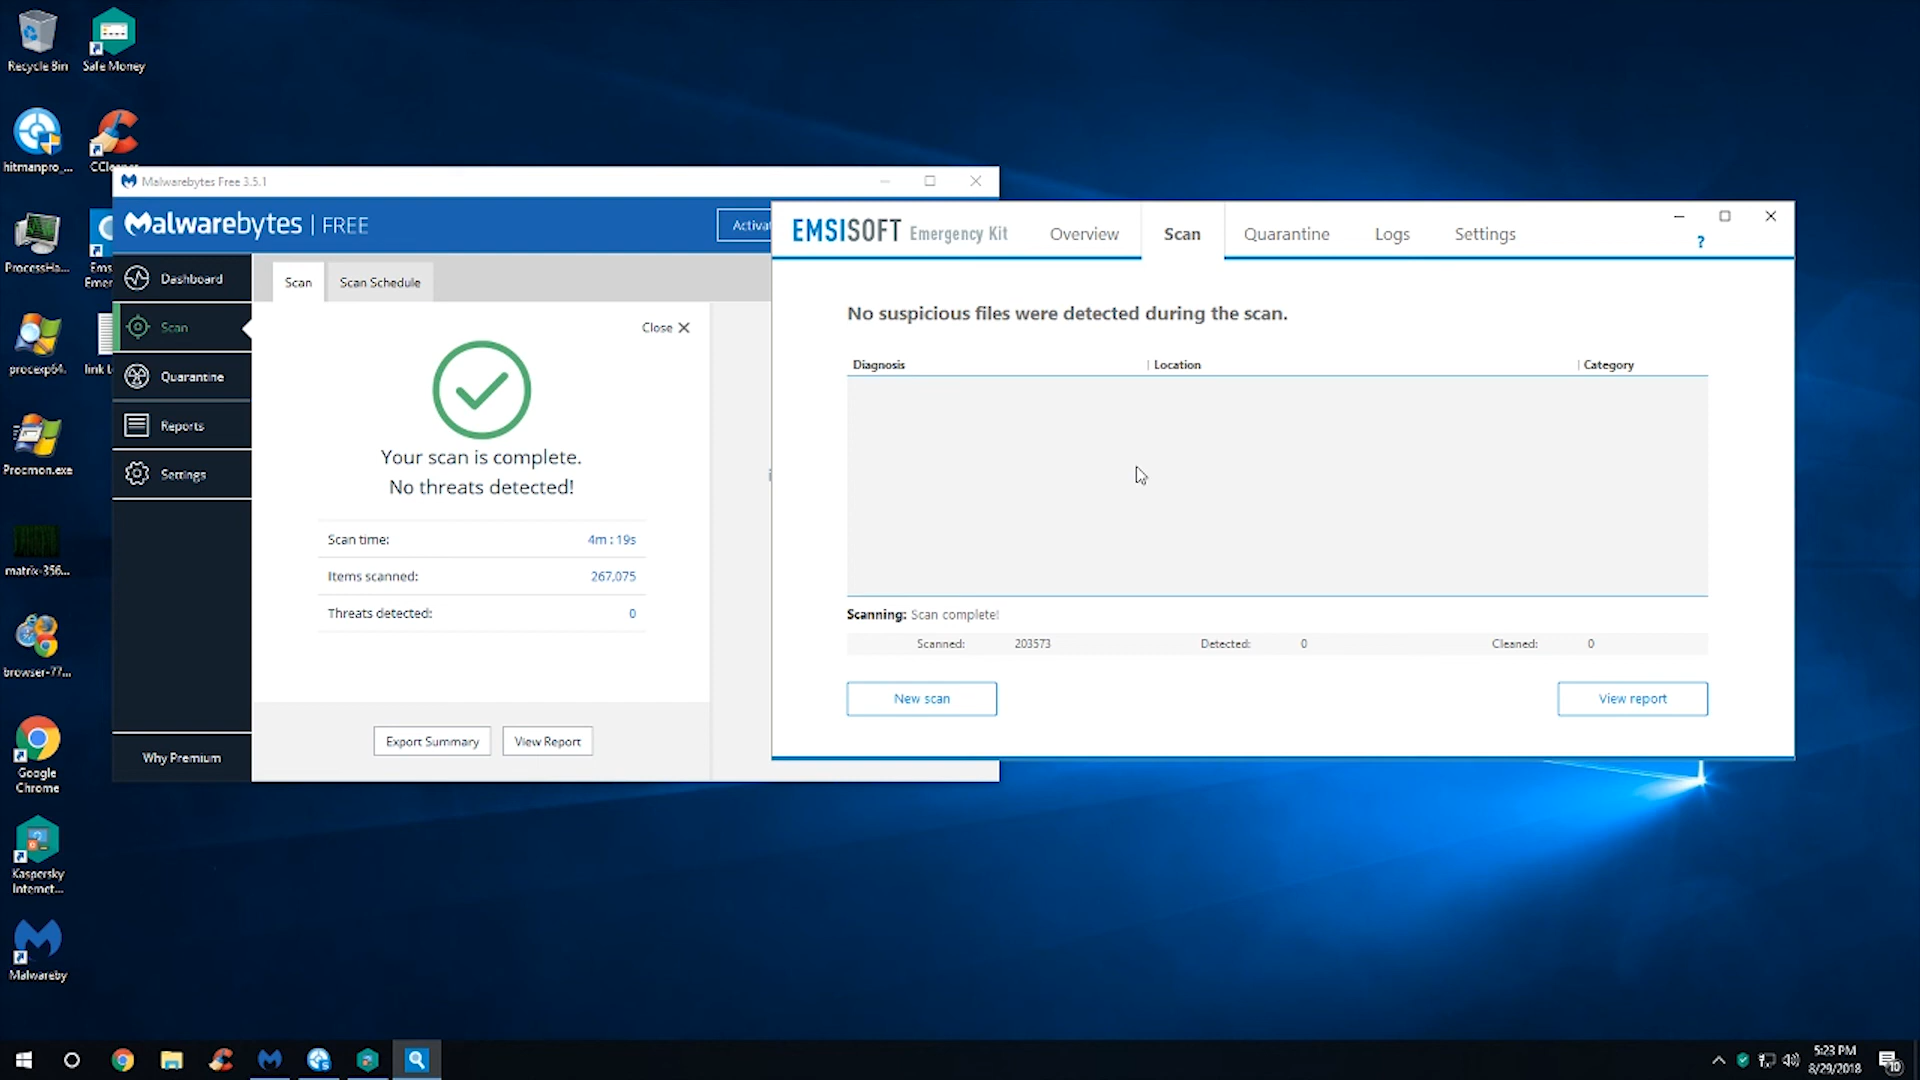 Recycle Bin
Safe Money
hitmanpro_...
CCleaner
ProcessHa...
Ems
Emer
procexp64.
link t
Procmon.exe
matrix-356...
browser-77...
Google
Chrome
Kaspersky
Internet...
Malwareby
Malwarebytes Free 3.5.1
Malwarebytes | FREE
Activat
Dashboard
Scan
Quarantine
Reports
Settings
Why Premium
Scan
Scan Schedule
Close
Your scan is complete.
No threats detected!
Scan time: 4m : 19s
Items scanned: 267,075
Threats detected: 0
Export Summary
View Report
EMSISOFT Emergency Kit
Overview
Scan
Quarantine
Logs
Settings
?
No suspicious files were detected during the scan.
Diagnosis
Location
Category
Scanning: Scan complete!
Scanned: 203573
Detected: 0
Cleaned: 0
New scan
View report
5:23 PM
8/29/2018
10